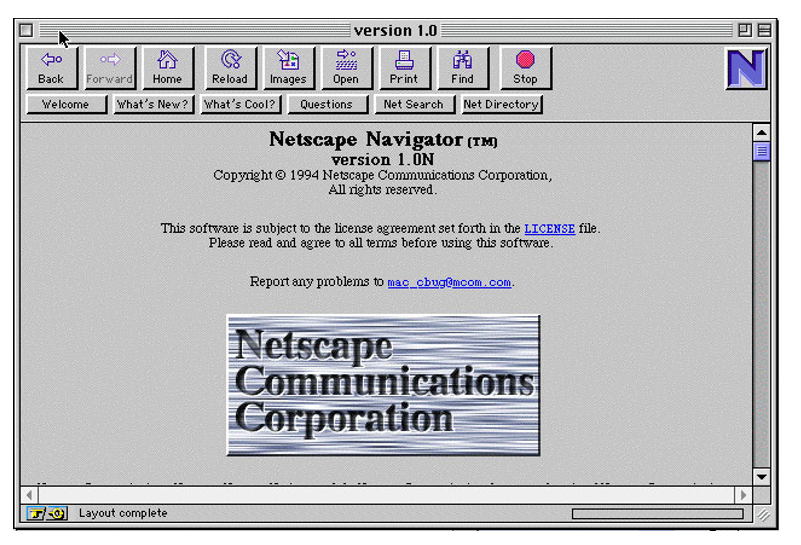 version 1.0
Back Forward Home Reload Images Open Print Find Stop
N
Welcome What's New? What's Cool? Questions Net Search Net Directory
Netscape Navigator (TM)
version 1.0N
Copyright © 1994 Netscape Communications Corporation,
All rights reserved.
This software is subject to the license agreement set forth in the LICENSE file.
Please read and agree to all terms before using this software.
Report any problems to mac_cbug@mcom.com.
Netscape
Communications
Corporation
Layout complete